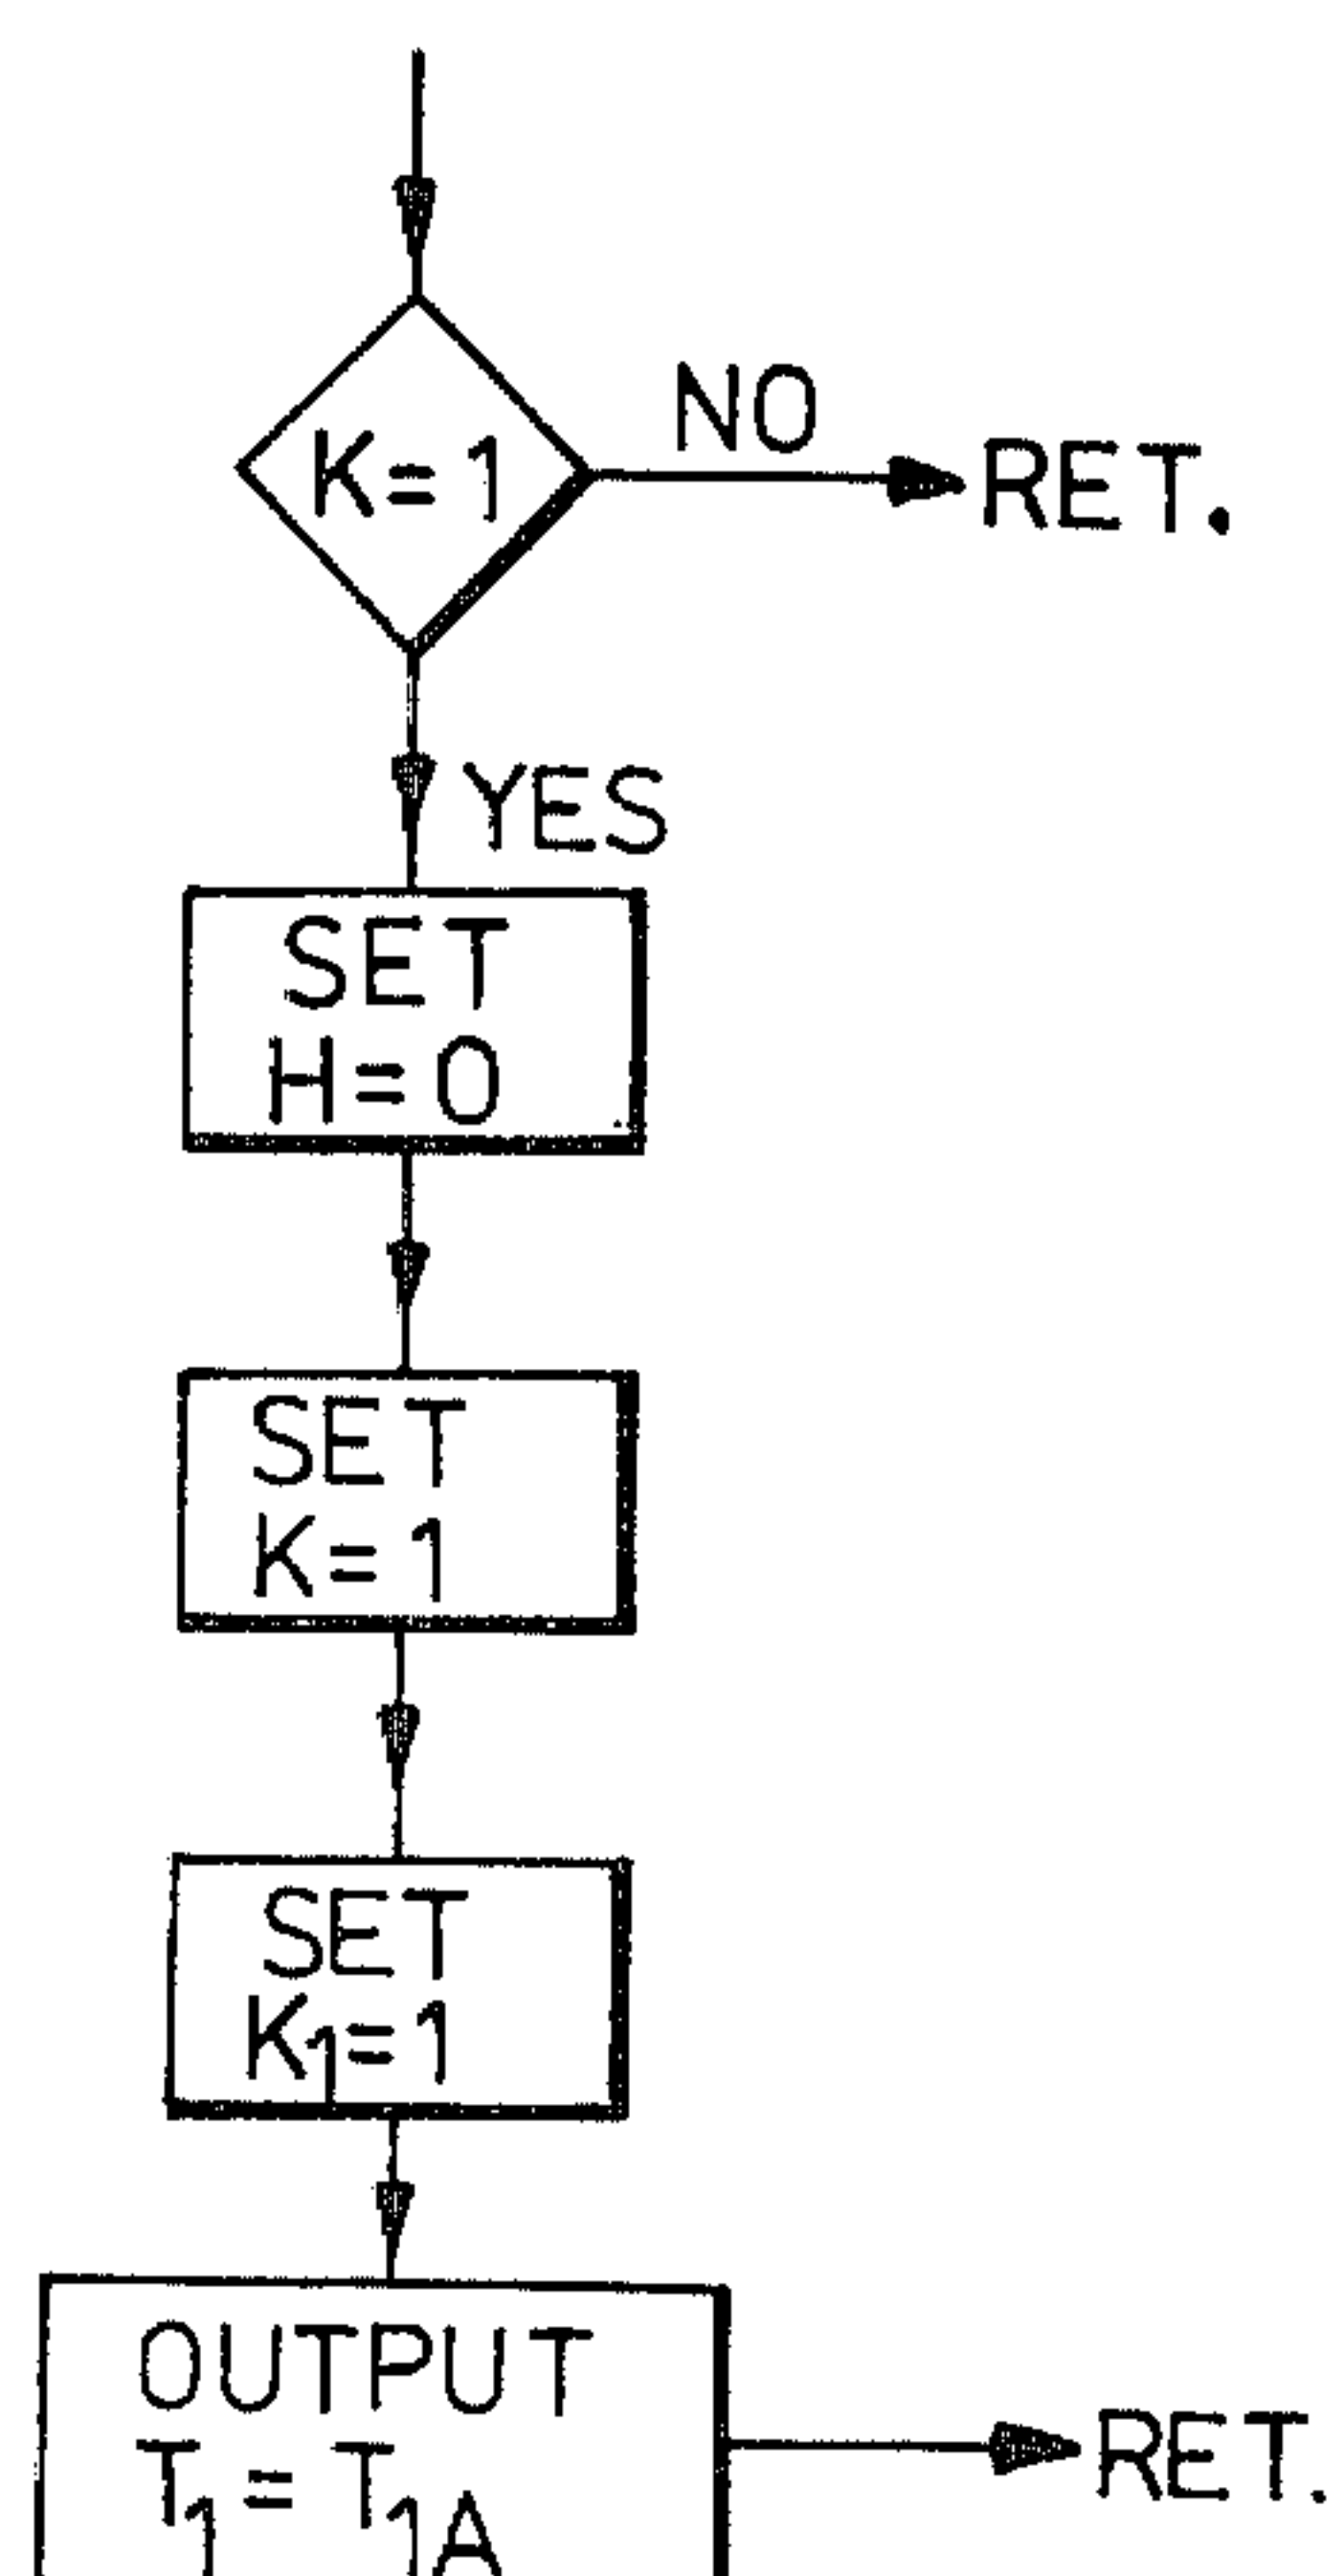 K=1
NO
RET.
YES
SET
H=0
SET
K=1
SET
K₁=1
OUTPUT
T₁=T₁A
RET.